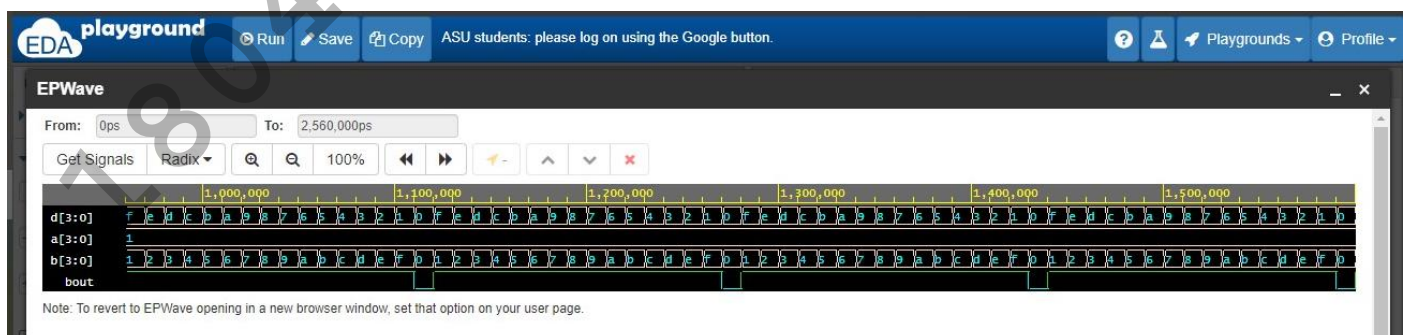 1804
EDA playground
Run
Save
Copy
ASU students: please log on using the Google button.
Playgrounds
Profile
EPWave
From: 0ps To: 2,560,000ps
Get Signals Radix 100%
1,000,000 1,100,000 1,200,000 1,300,000 1,400,000 1,500,000
d[3:0] f e d c b a 9 8 7 6 5 4 3 2 1 0 f e d c b a 9 8 7 6 5 4 3 2 1 0 f e d c b a 9 8 7 6 5 4 3 2 1 0 f e d c b a 9 8 7 6 5 4 3 2 1 0
a[3:0] 1
b[3:0] 1 2 3 4 5 6 7 8 9 a b c d e f 0 1 2 3 4 5 6 7 8 9 a b c d e f 0 1 2 3 4 5 6 7 8 9 a b c d e f 0 1 2 3 4 5 6 7 8 9 a b c d e f 0
bout
Note: To revert to EPWave opening in a new browser window, set that option on your user page.